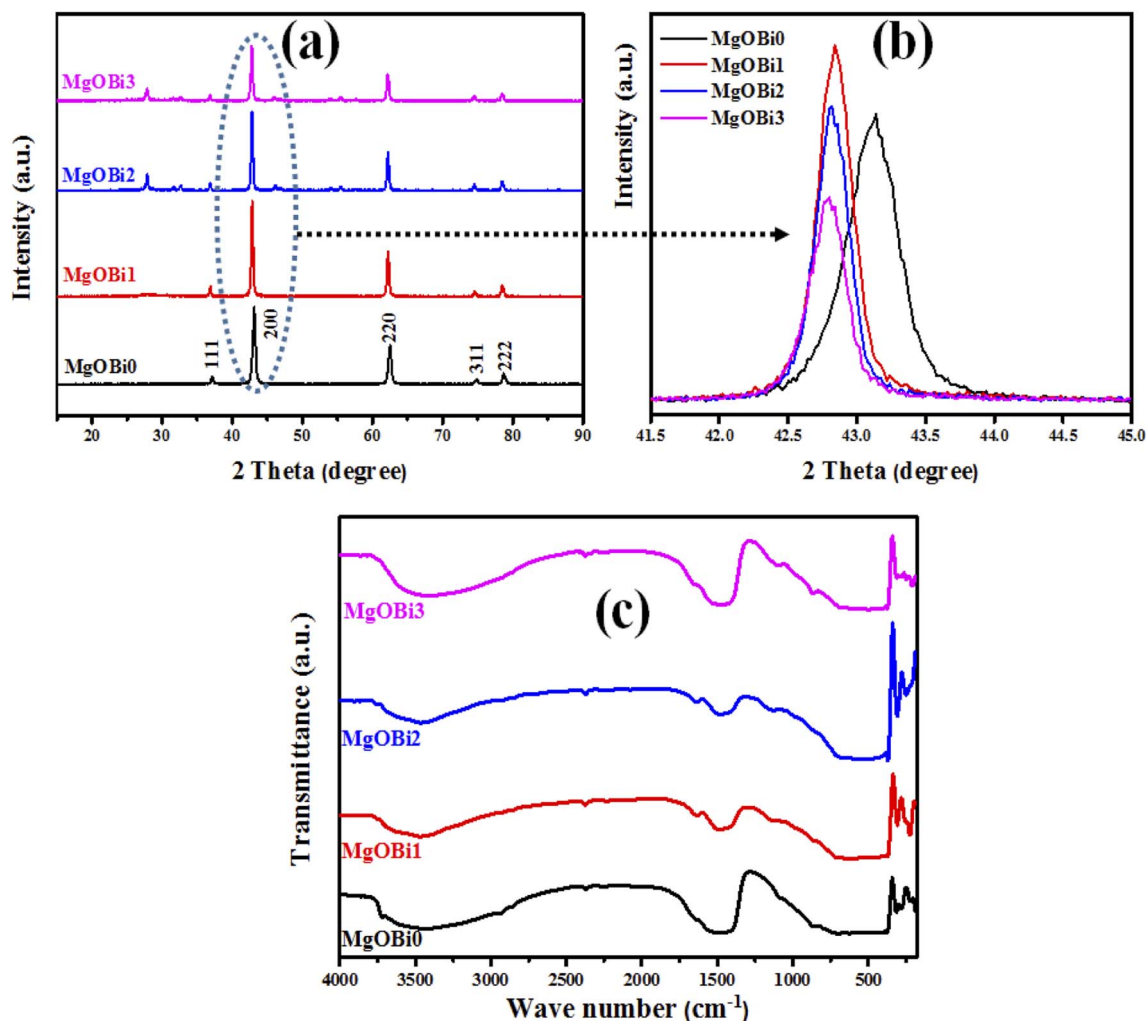 (a)
MgOBi3
MgOBi2
MgOBi1
MgOBi0
111
200
220
311
222
Intensity (a.u.)
20 30 40 50 60 70 80 90
2 Theta (degree)
(b)
MgOBi0
MgOBi1
MgOBi2
MgOBi3
Intensity (a.u.)
41.5 42.0 42.5 43.0 43.5 44.0 44.5 45.0
2 Theta (degree)
(c)
MgOBi3
MgOBi2
MgOBi1
MgOBi0
Transmittance (a.u.)
4000 3500 3000 2500 2000 1500 1000 500
Wave number (cm⁻¹)